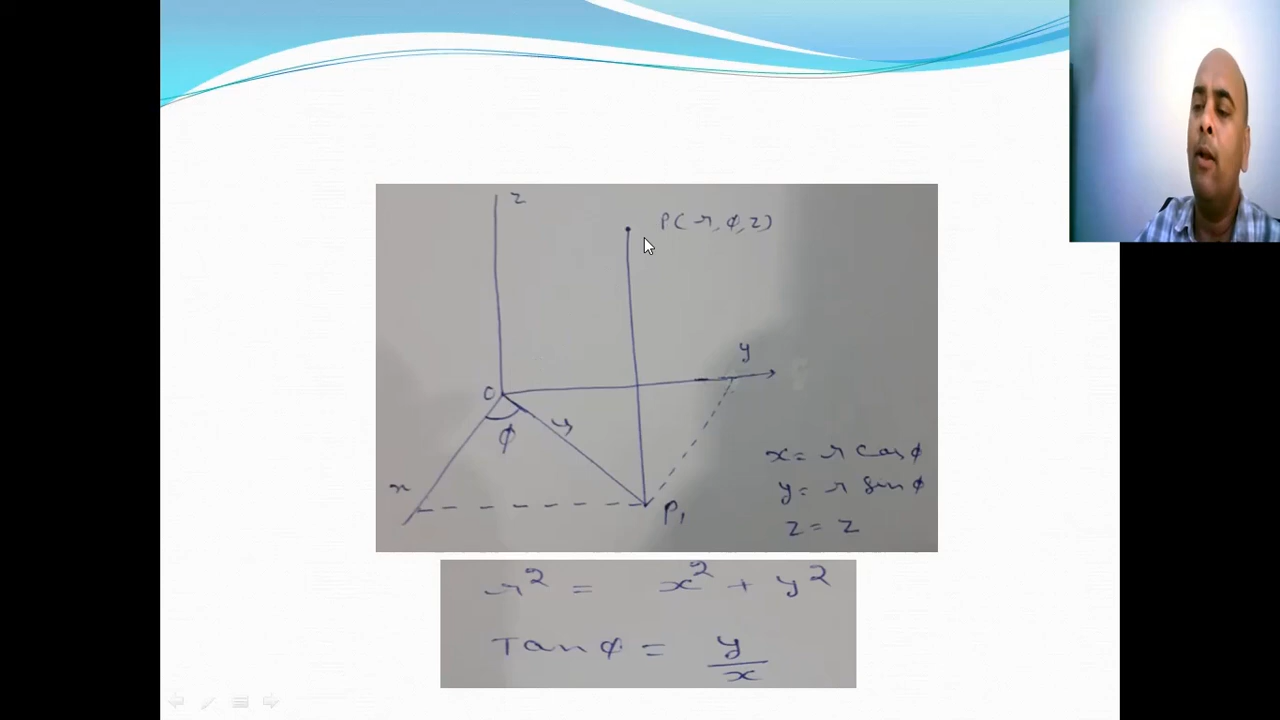 z
P(r, φ, z)
y
O
φ
r
x
P₁
x = r cos φ
y = r sin φ
z = z
r² = x² + y²
Tan φ = y/x